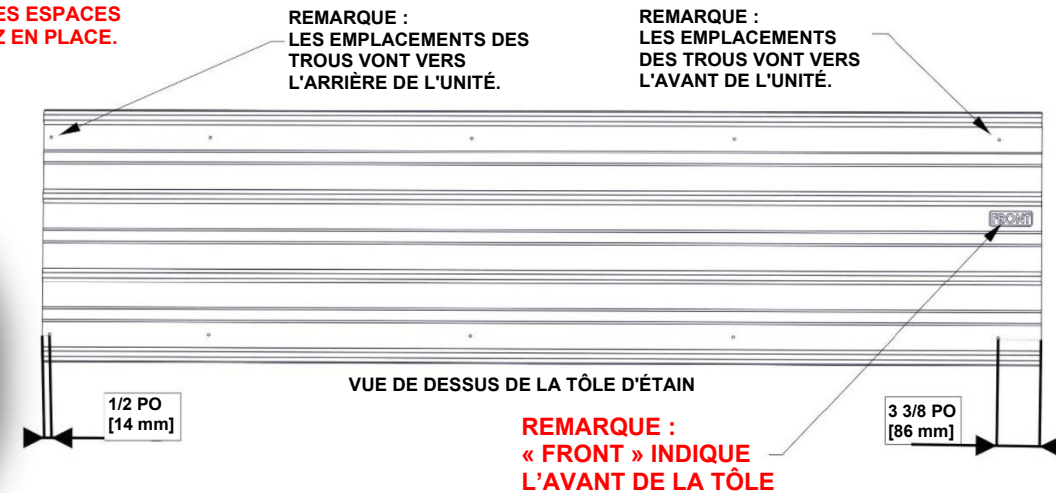 ES ESPACES
Z EN PLACE.
REMARQUE :
LES EMPLACEMENTS DES
TROUS VONT VERS
L'ARRIÈRE DE L'UNITÉ.
REMARQUE :
LES EMPLACEMENTS
DES TROUS VONT VERS
L'AVANT DE L'UNITÉ.
FRONT
VUE DE DESSUS DE LA TÔLE D'ÉTAIN
1/2 PO
[14 mm]
REMARQUE :
« FRONT » INDIQUE
L’AVANT DE LA TÔLE
3 3/8 PO
[86 mm]